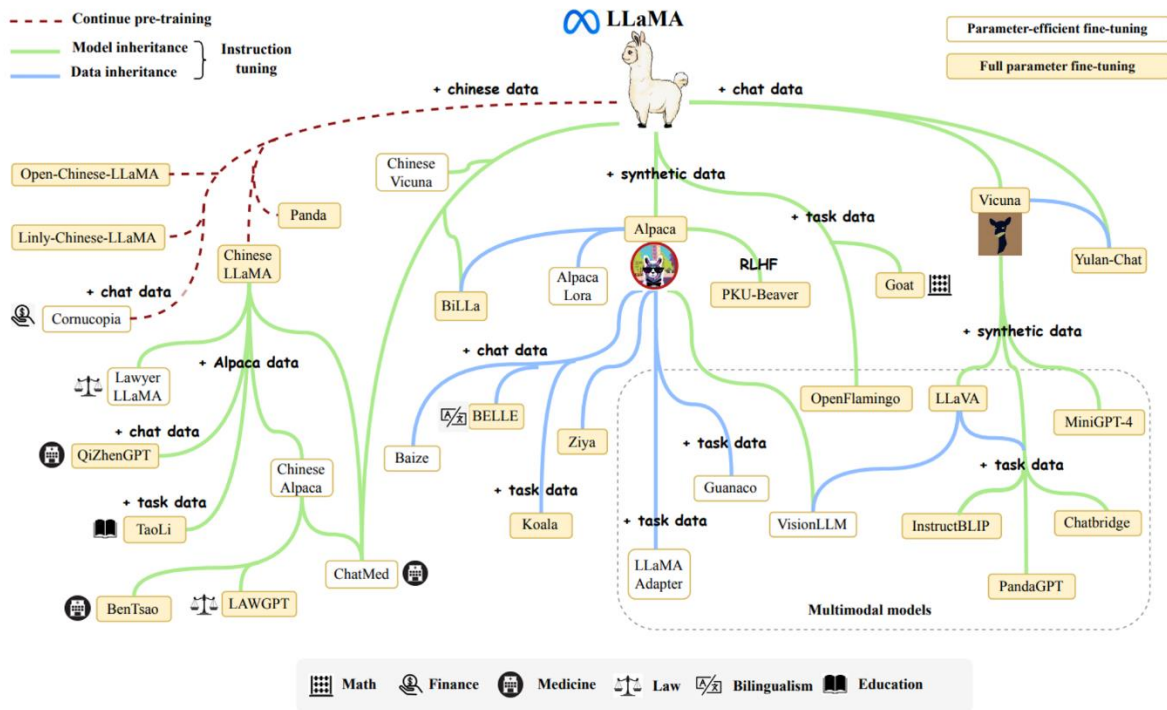 LLaMA
Continue pre-training
Model inheritance
Data inheritance
Instruction
tuning
Parameter-efficient fine-tuning
Full parameter fine-tuning
+ chinese data
+ chat data
Chinese
Vicuna
+ synthetic data
Open-Chinese-LLaMA
Panda
Linly-Chinese-LLaMA
Chinese
LLaMA
Alpaca
+ task data
Vicuna
Yulan-Chat
+ chat data
Cornucopia
BiLLa
Alpaca
Lora
RLHF
PKU-Beaver
Goat
+ synthetic data
+ Alpaca data
Lawyer
LLaMA
+ chat data
BELLE
OpenFlamingo
LLaVA
MiniGPT-4
+ chat data
QiZhenGPT
Chinese
Alpaca
Baize
Ziya
+ task data
Guanaco
+ task data
+ task data
TaoLi
+ task data
Koala
+ task data
VisionLLM
InstructBLIP
Chatbridge
ChatMed
LLaMA
Adapter
PandaGPT
BenTsao
LAWGPT
Multimodal models
Math
Finance
Medicine
Law
Bilingualism
Education